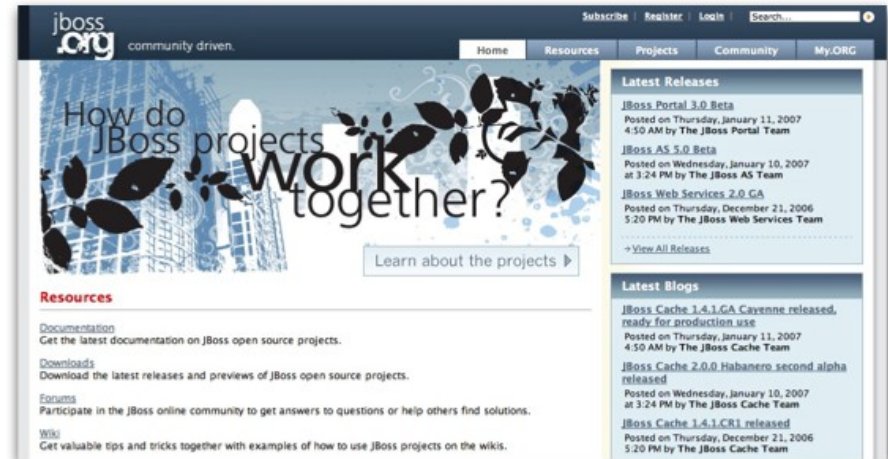 jboss
.org
community driven.
Subscribe | Register | Login | Search...
Home Resources Projects Community My.ORG
How do
JBoss projects
work
together?
Learn about the projects
Resources
Documentation
Get the latest documentation on JBoss open source projects.
Downloads
Download the latest releases and previews of JBoss open source projects.
Forums
Participate in the JBoss online community to get answers to questions or help others find solutions.
Wiki
Get valuable tips and tricks together with examples of how to use JBoss projects on the wikis.
Latest Releases
JBoss Portal 3.0 Beta
Posted on Thursday, January 11, 2007
4:50 AM by The JBoss Portal Team
JBoss AS 5.0 Beta
Posted on Wednesday, January 10, 2007
at 3:24 PM by The JBoss AS Team
JBoss Web Services 2.0 GA
Posted on Thursday, December 21, 2006
5:20 PM by The JBoss Web Services Team
→View All Releases
Latest Blogs
JBoss Cache 1.4.1.GA Cayenne released,
ready for production use
Posted on Thursday, January 11, 2007
4:50 AM by The JBoss Cache Team
JBoss Cache 2.0.0 Habanero second alpha
released
Posted on Wednesday, January 10, 2007
at 3:24 PM by The JBoss Cache Team
JBoss Cache 1.4.1.CR1 released
Posted on Thursday, December 21, 2006
5:20 PM by The JBoss Cache Team